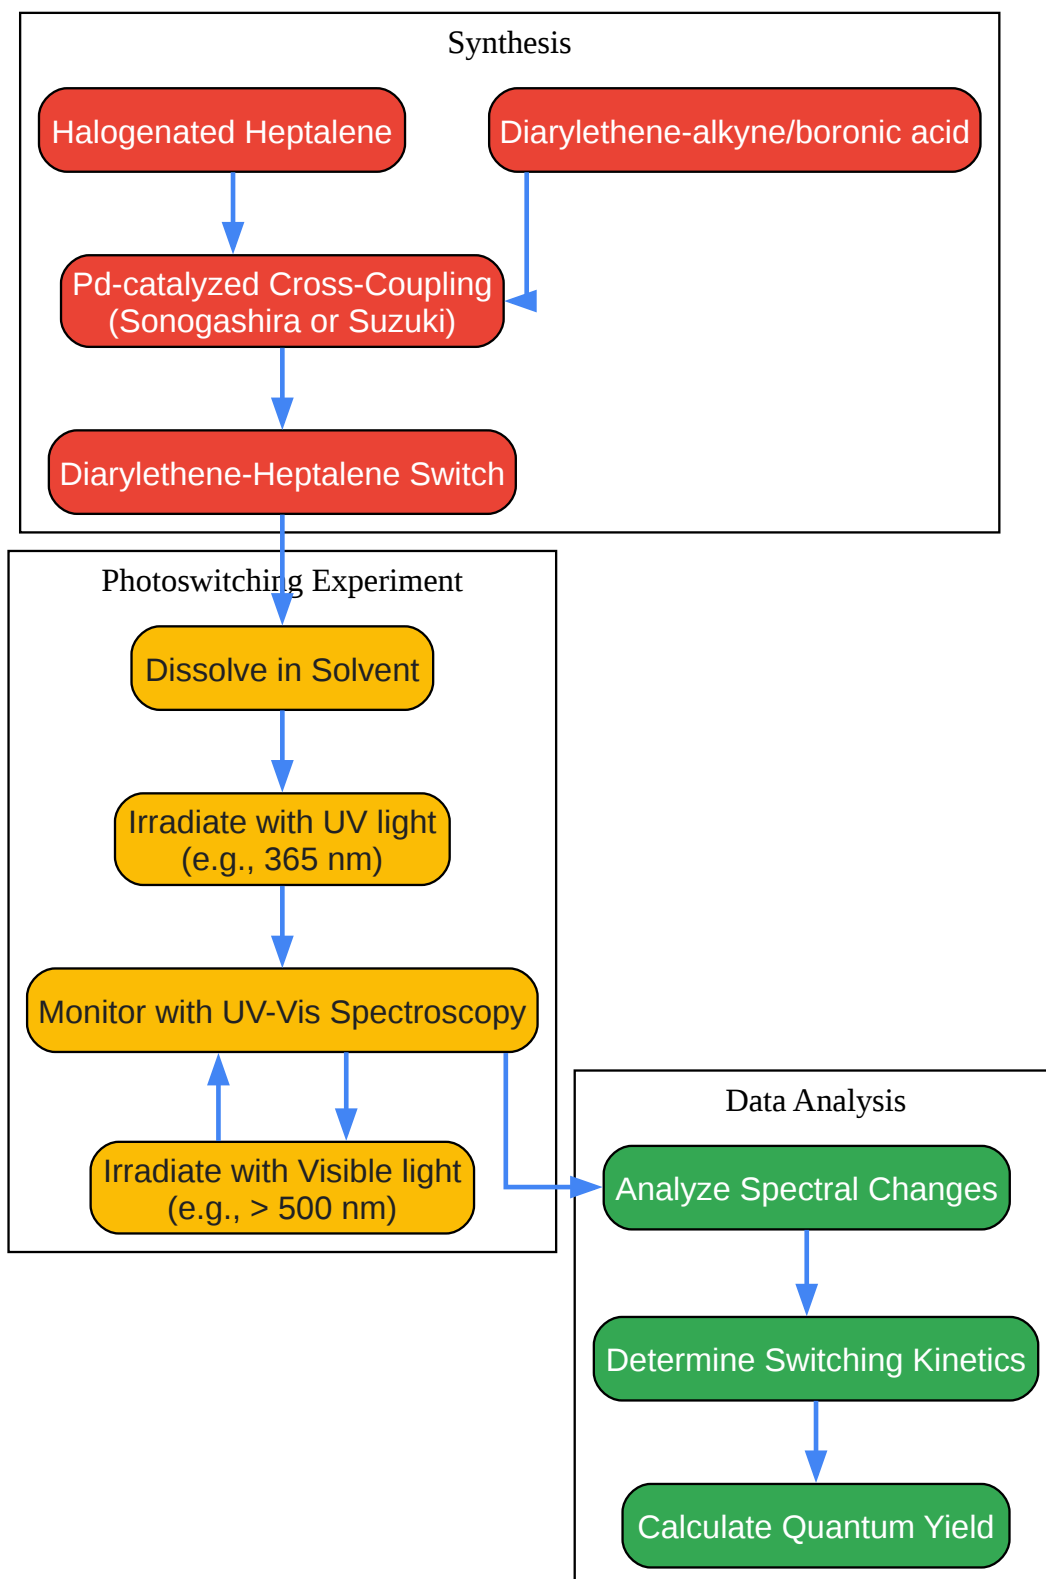 Synthesis
Halogenated Heptalene
Diarylethene-alkyne/boronic acid
Pd-catalyzed Cross-Coupling
(Sonogashira or Suzuki)
Diarylethene-Heptalene Switch
Photoswitching Experiment
Dissolve in Solvent
Irradiate with UV light
(e.g., 365 nm)
Monitor with UV-Vis Spectroscopy
Irradiate with Visible light
(e.g., > 500 nm)
Data Analysis
Analyze Spectral Changes
Determine Switching Kinetics
Calculate Quantum Yield